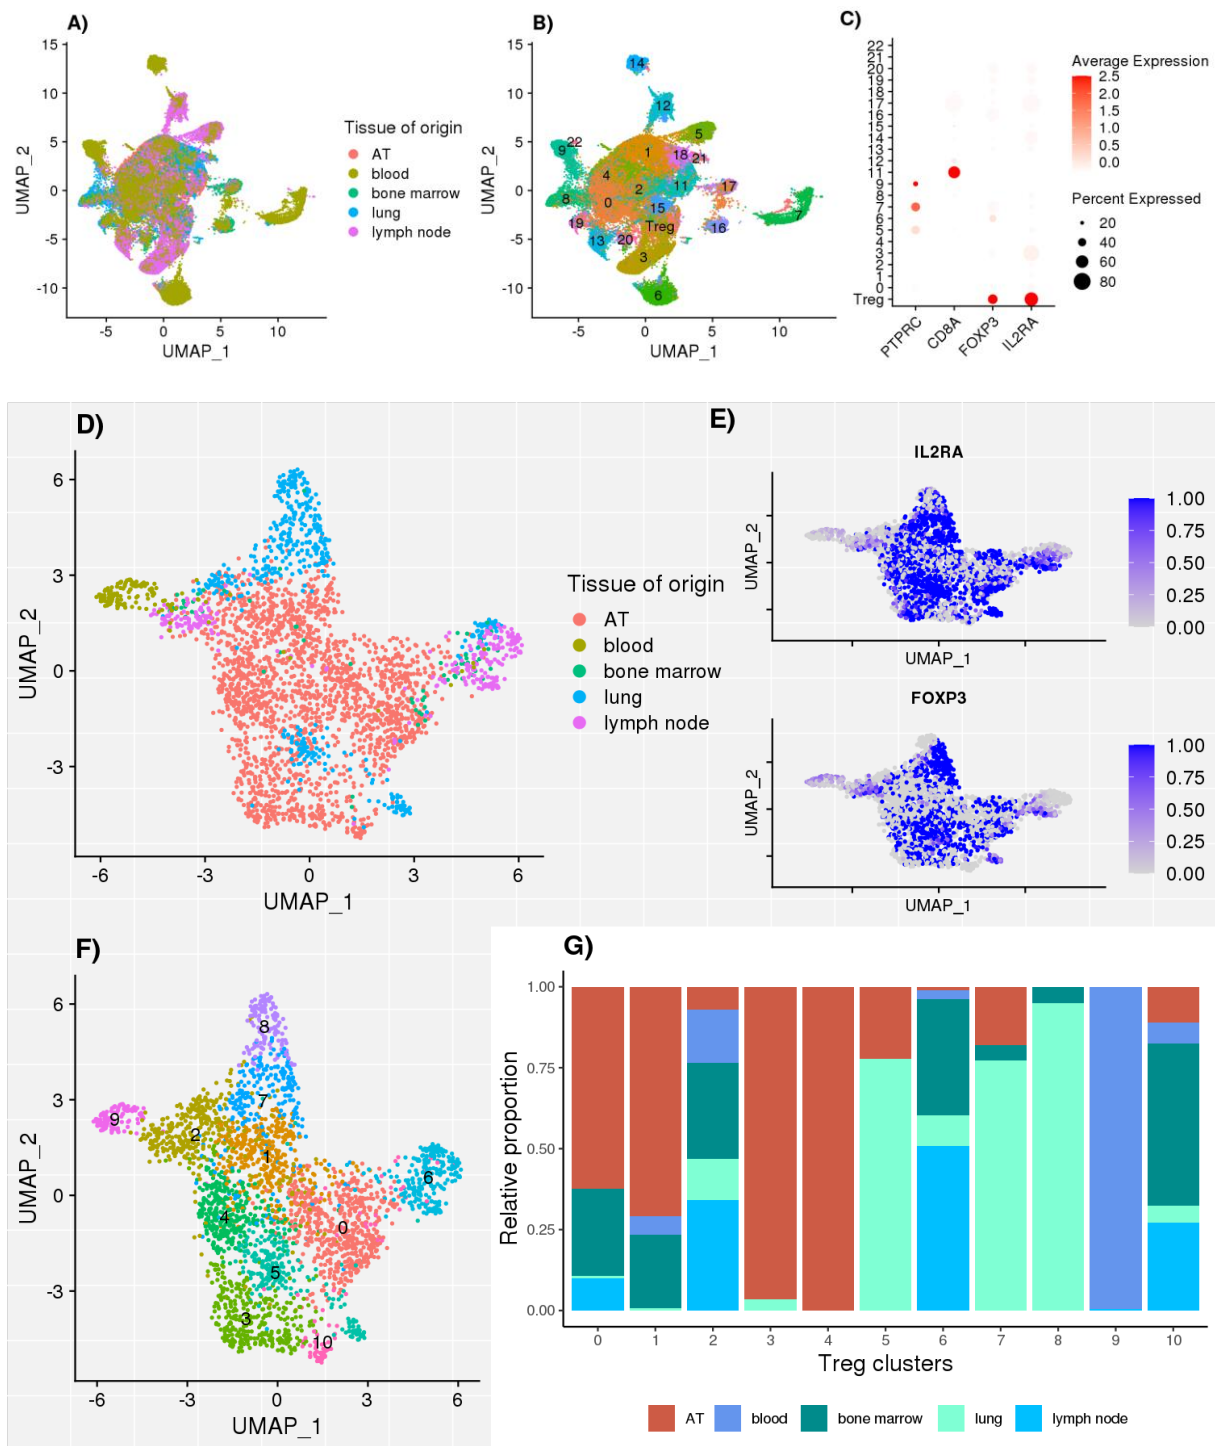 A)
15
10
5
0
-5
-10
UMAP_2
-5
0
5
10
UMAP_1
Tissue of origin
AT
blood
bone marrow
lung
lymph node
B)
15
10
5
0
-5
-10
UMAP_2
14
12
5
22
9
1
18
21
4
2
11
17
8
0
15
7
19
Treg
16
13
20
3
6
-5
0
5
10
UMAP_1
C)
22
21
20
19
18
17
16
15
14
13
12
11
9
8
7
6
5
4
3
2
1
0
Treg
PTPRC
CD8A
FOXP3
IL2RA
Average Expression
2.5
2.0
1.5
1.0
0.5
0.0
Percent Expressed
20
40
60
80
D)
6
3
0
-3
UMAP_2
-6
-3
0
3
6
UMAP_1
Tissue of origin
AT
blood
bone marrow
lung
lymph node
E)
IL2RA
UMAP_2
UMAP_1
1.00
0.75
0.50
0.25
0.00
FOXP3
UMAP_2
UMAP_1
1.00
0.75
0.50
0.25
0.00
F)
6
3
0
-3
UMAP_2
8
7
9
2
1
6
4
0
5
3
10
-6
-3
0
3
6
UMAP_1
G)
1.00
0.75
0.50
0.25
0.00
Relative proportion
0
1
2
3
4
5
6
7
8
9
10
Treg clusters
AT
blood
bone marrow
lung
lymph node